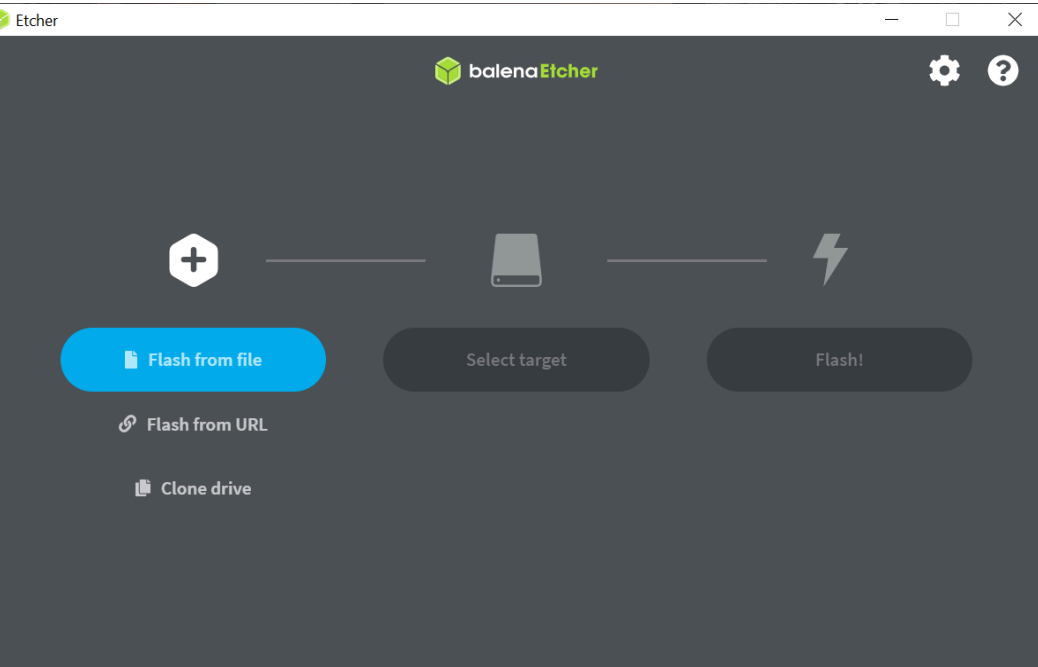 Etcher
balenaEtcher
Flash from file
Select target
Flash!
Flash from URL
Clone drive